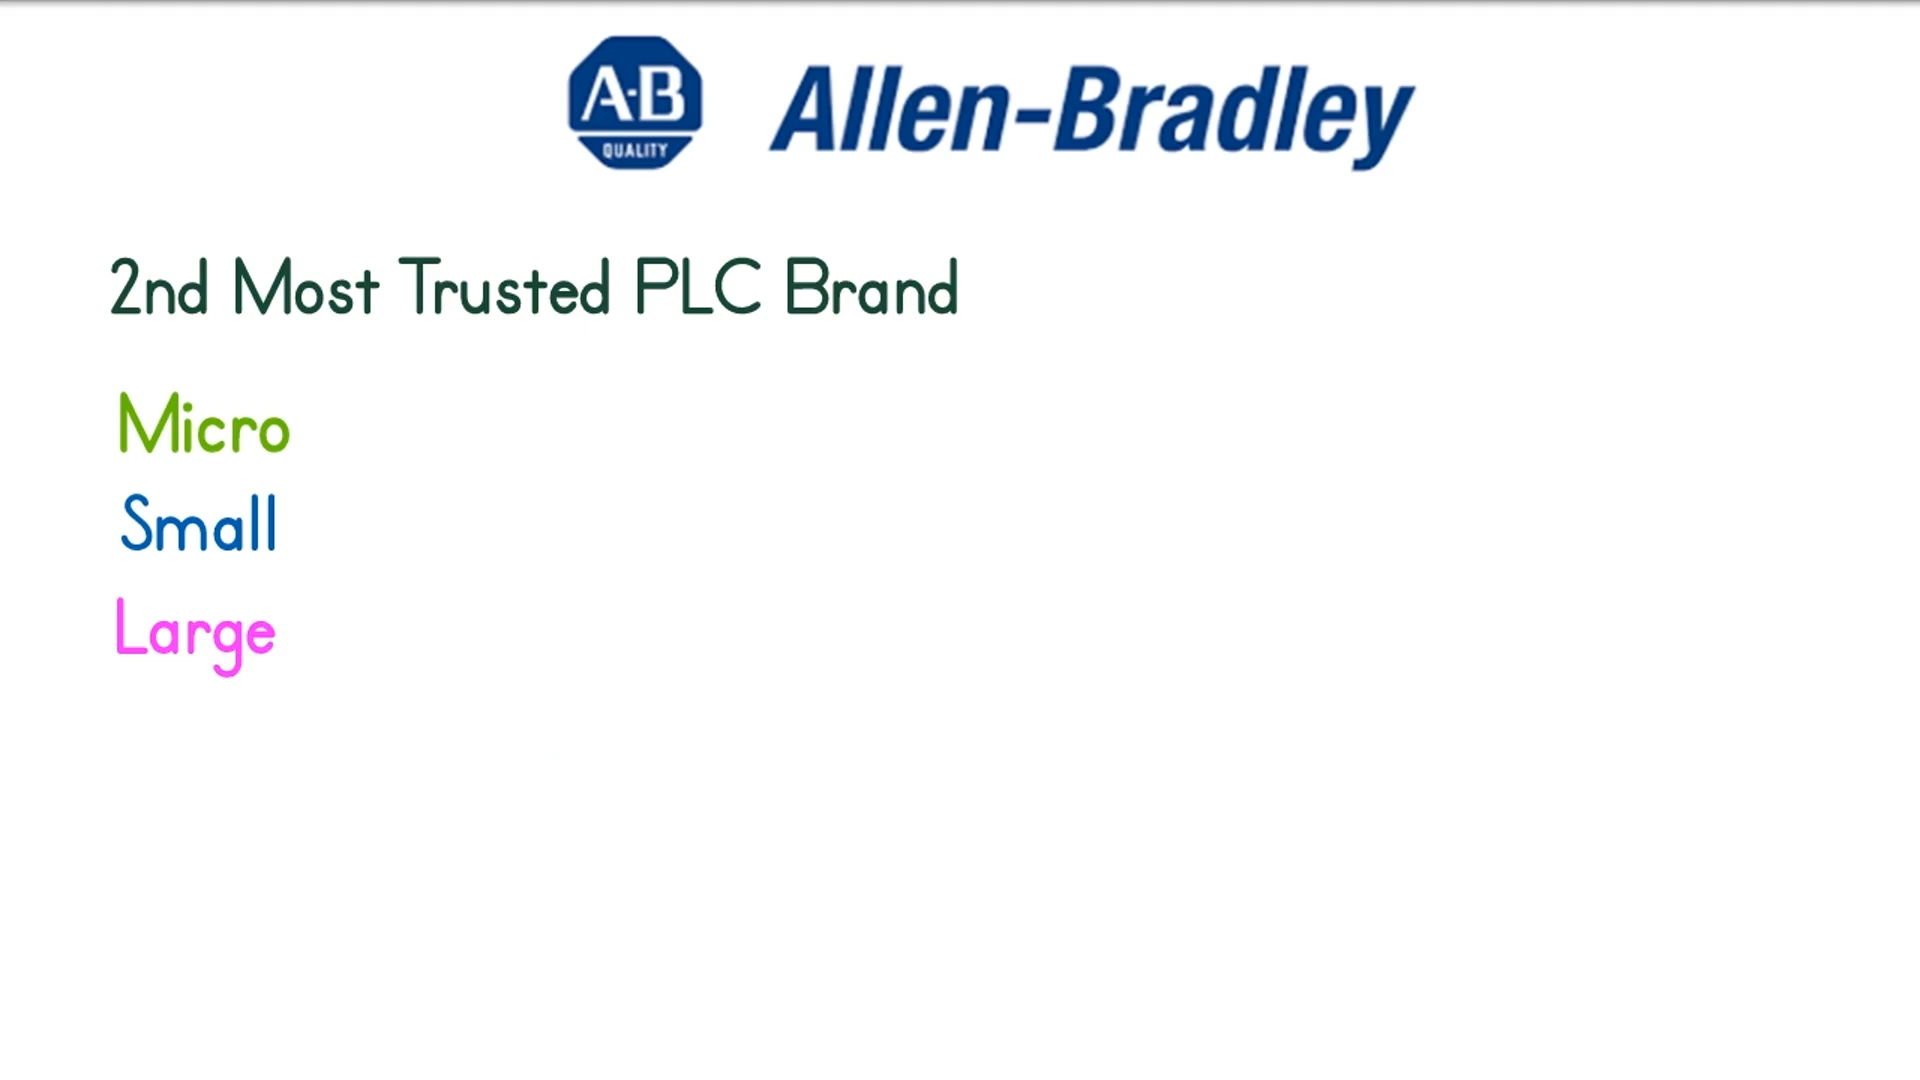 A-B
QUALITY
Allen-Bradley
2nd Most Trusted PLC Brand
Micro
Small
Large